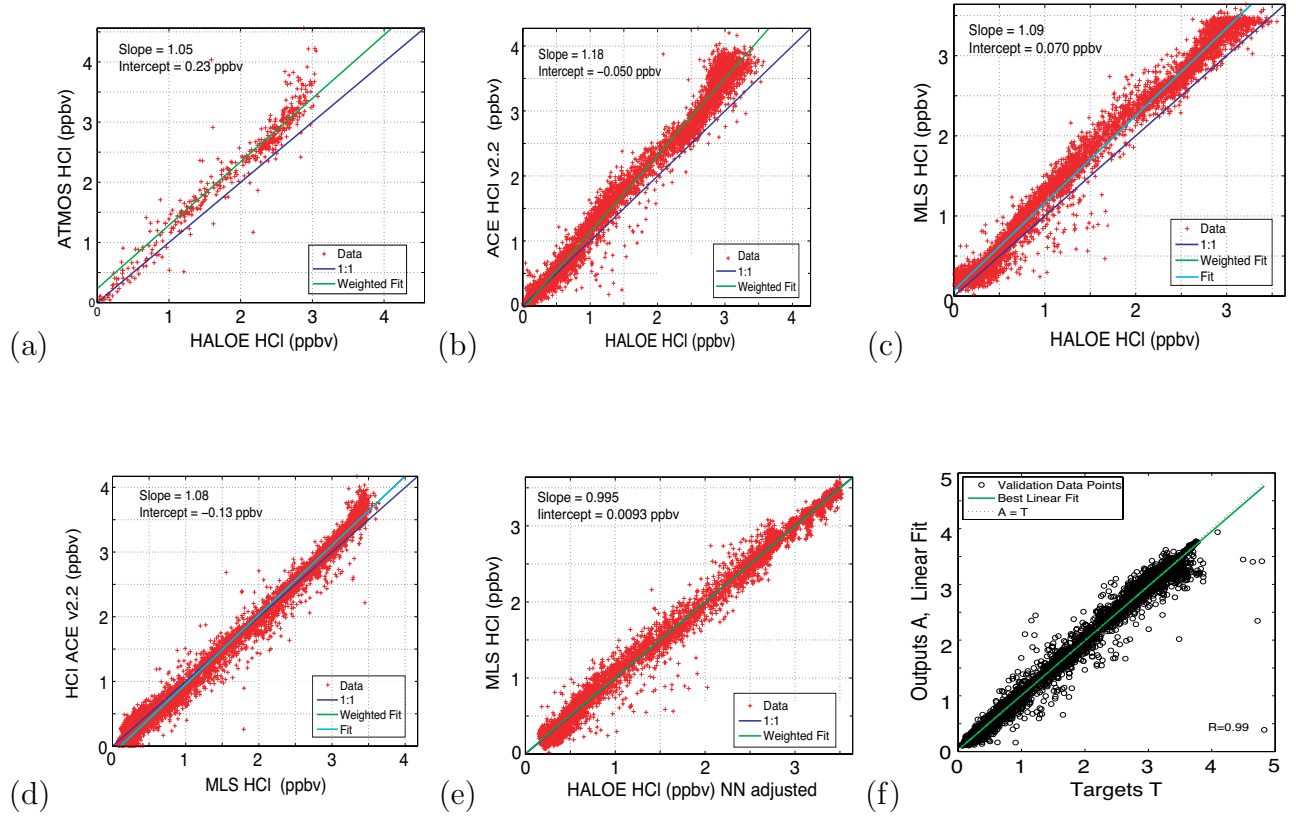 Slope = 1.05
Intercept = 0.23 ppbv
ATMOS HCl (ppbv)
4
3
2
1
0
Data
1:1
Weighted Fit
0
1
2
3
4
HALOE HCl (ppbv)
(a)
Slope = 1.18
Intercept = −0.050 ppbv
ACE HCl v2.2 (ppbv)
4
3
2
1
0
Data
1:1
Weighted Fit
0
1
2
3
4
HALOE HCl (ppbv)
(b)
Slope = 1.09
Intercept = 0.070 ppbv
MLS HCl (ppbv)
3
2
1
0
Data
1:1
Weighted Fit
Fit
0
1
2
3
HALOE HCl (ppbv)
(c)
Slope = 1.08
Iintercept = −0.13 ppbv
HCl ACE v2.2 (ppbv)
4
3
2
1
0
Data
1:1
Weighted Fit
Fit
0
1
2
3
4
MLS HCl (ppbv)
(d)
Slope = 0.995
Iintercept = 0.0093 ppbv
MLS HCl (ppbv)
3
2
1
0
Data
1:1
Weighted Fit
0
1
2
3
HALOE HCl (ppbv) NN adjusted
(e)
Validation Data Points
Best Linear Fit
A = T
Outputs A, Linear Fit
5
4
3
2
1
0
R=0.99
0
1
2
3
4
5
Targets T
(f)